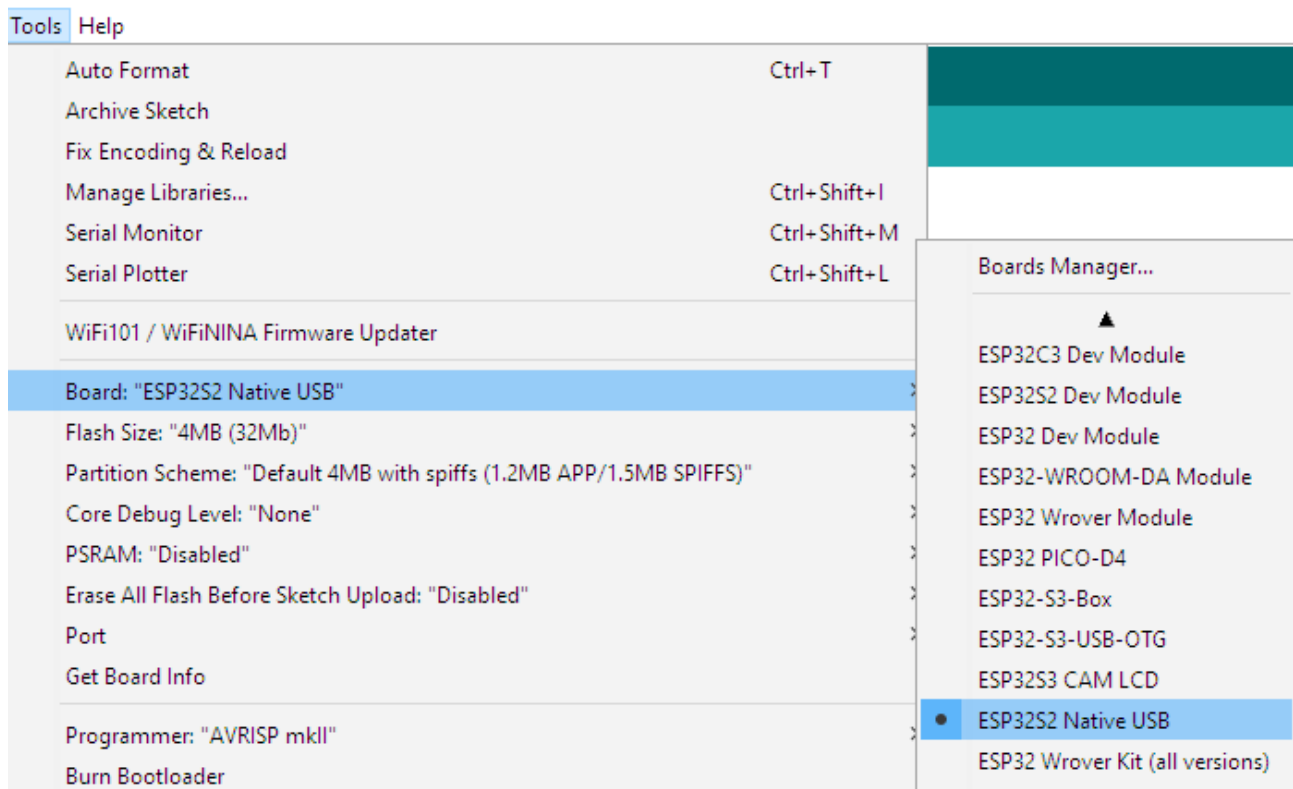 Tools Help
Auto Format Ctrl+T
Archive Sketch
Fix Encoding & Reload
Manage Libraries... Ctrl+Shift+I
Serial Monitor Ctrl+Shift+M
Serial Plotter Ctrl+Shift+L
WiFi101 / WiFiNINA Firmware Updater
Board: "ESP32S2 Native USB"
Flash Size: "4MB (32Mb)"
Partition Scheme: "Default 4MB with spiffs (1.2MB APP/1.5MB SPIFFS)"
Core Debug Level: "None"
PSRAM: "Disabled"
Erase All Flash Before Sketch Upload: "Disabled"
Port
Get Board Info
Programmer: "AVRISP mkII"
Burn Bootloader
Boards Manager...
ESP32C3 Dev Module
ESP32S2 Dev Module
ESP32 Dev Module
ESP32-WROOM-DA Module
ESP32 Wrover Module
ESP32 PICO-D4
ESP32-S3-Box
ESP32-S3-USB-OTG
ESP32S3 CAM LCD
ESP32S2 Native USB
ESP32 Wrover Kit (all versions)